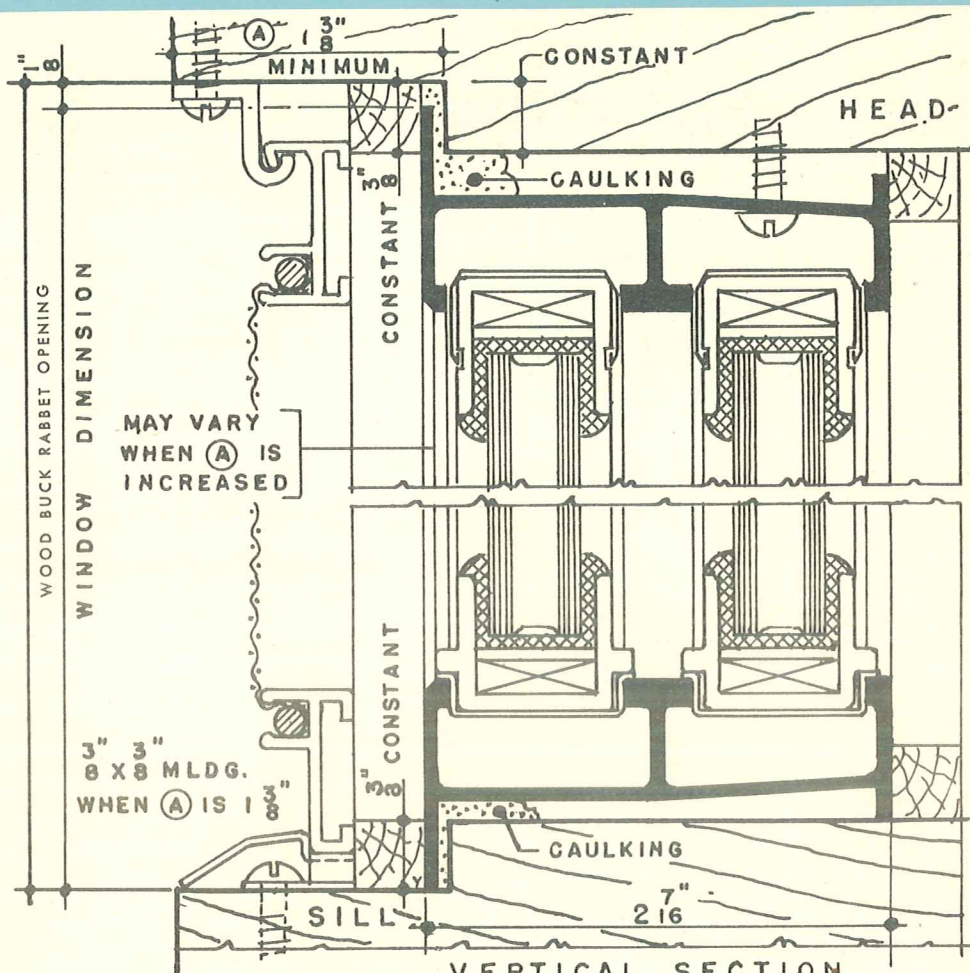 1"
8
A
1 3"
8
MINIMUM
CONSTANT
HEAD
3"
8
CONSTANT
CAULKING
WOOD BUCK RABBET OPENING
WINDOW DIMENSION
MAY VARY
WHEN A IS
INCREASED
3"
8
CONSTANT
3" 3"
8 X 8 MLDG.
WHEN A IS 1 3"
8
CAULKING
SILL
2 7"
16
VERTICAL SECTION